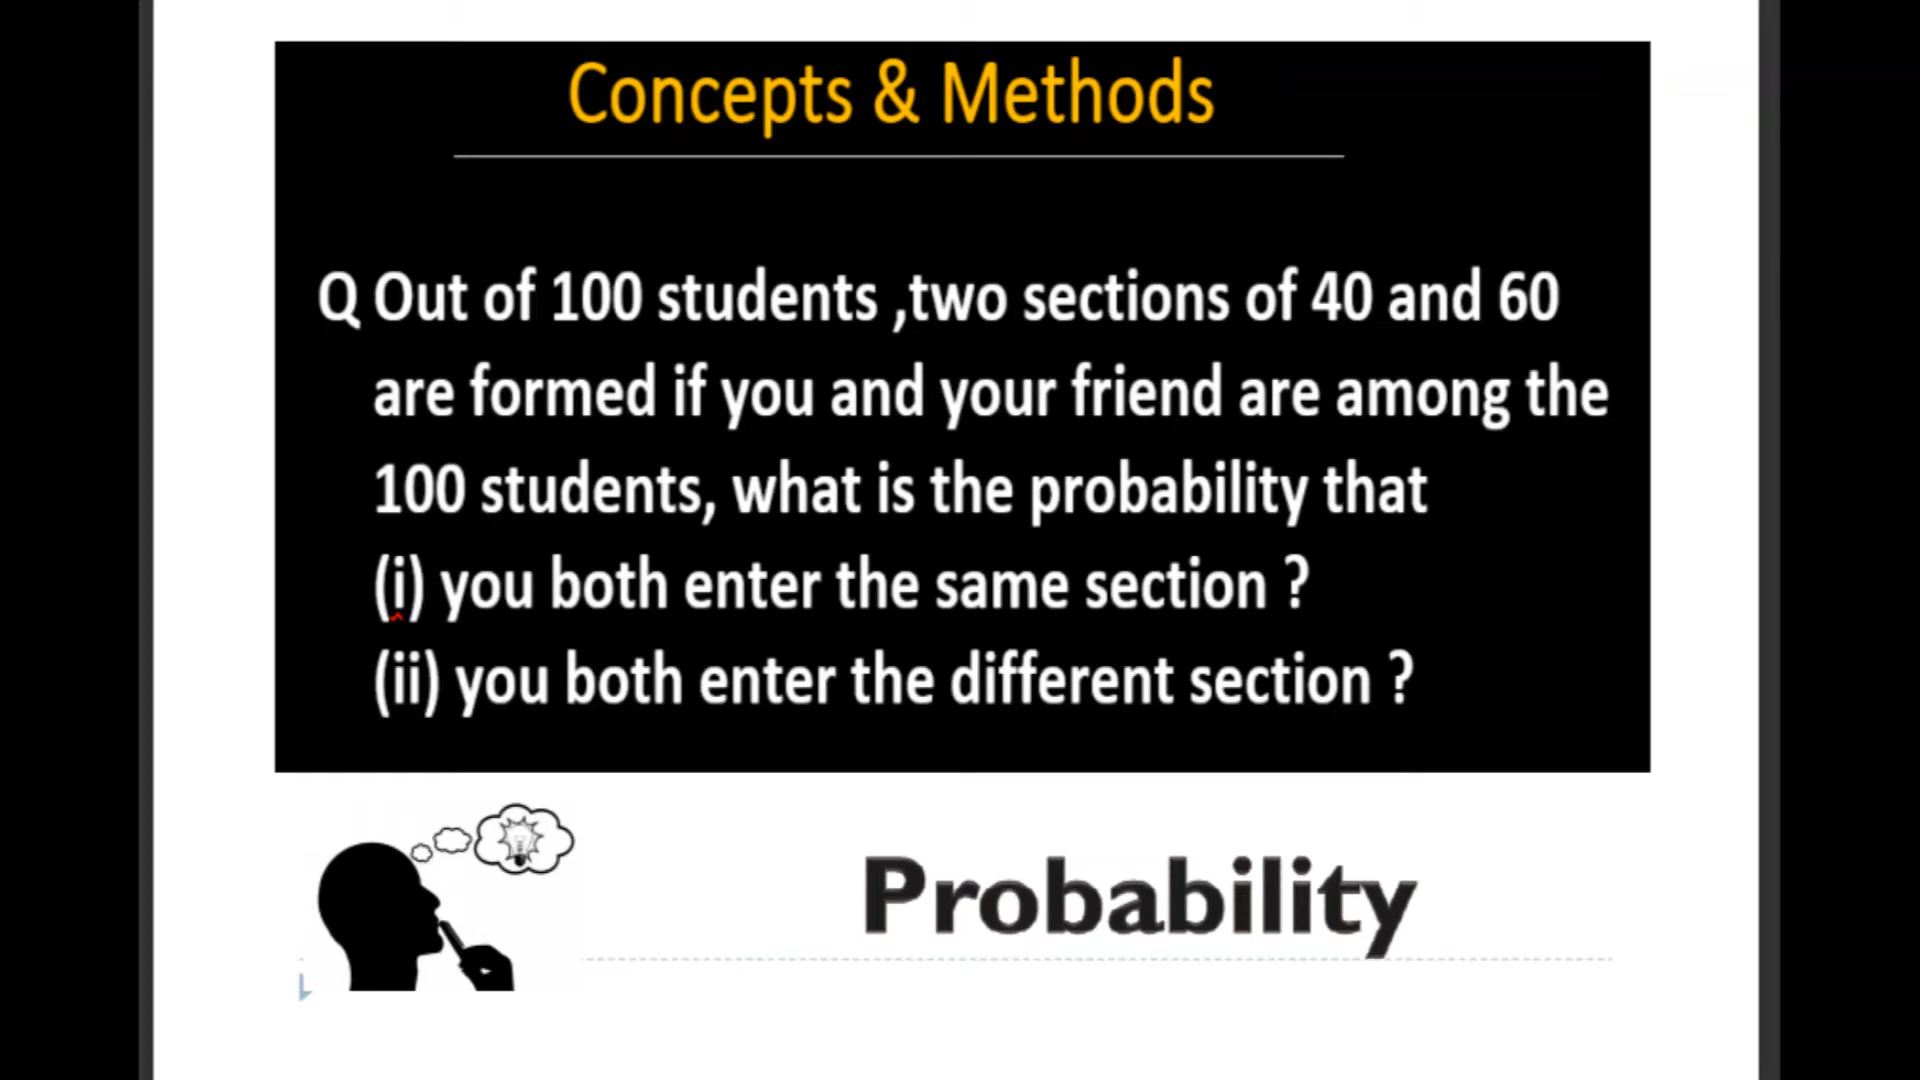 Concepts & Methods
Q Out of 100 students ,two sections of 40 and 60
are formed if you and your friend are among the
100 students, what is the probability that
(i) you both enter the same section ?
(ii) you both enter the different section ?
Probability